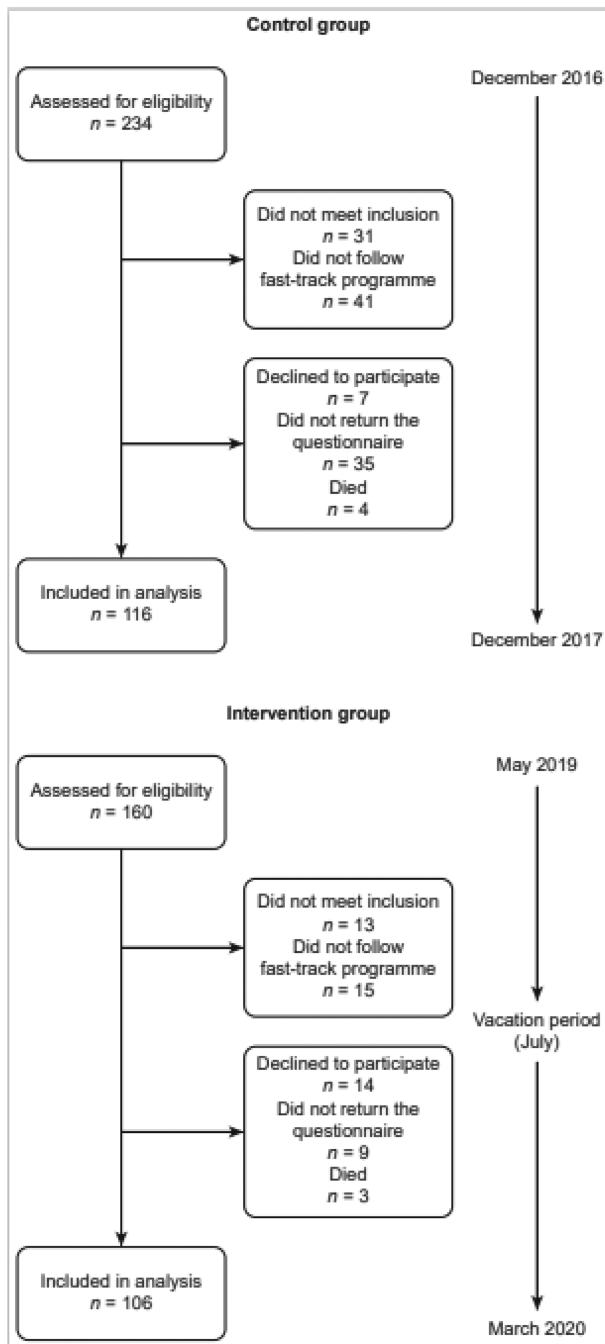 Control group
Assessed for eligibility
n = 234
December 2016
Did not meet inclusion
n = 31
Did not follow
fast-track programme
n = 41
Declined to participate
n = 7
Did not return the
questionnaire
n = 35
Died
n = 4
Included in analysis
n = 116
December 2017
Intervention group
May 2019
Assessed for eligibility
n = 160
Did not meet inclusion
n = 13
Did not follow
fast-track programme
n = 15
Vacation period
(July)
Declined to participate
n = 14
Did not return the
questionnaire
n = 9
Died
n = 3
Included in analysis
n = 106
March 2020